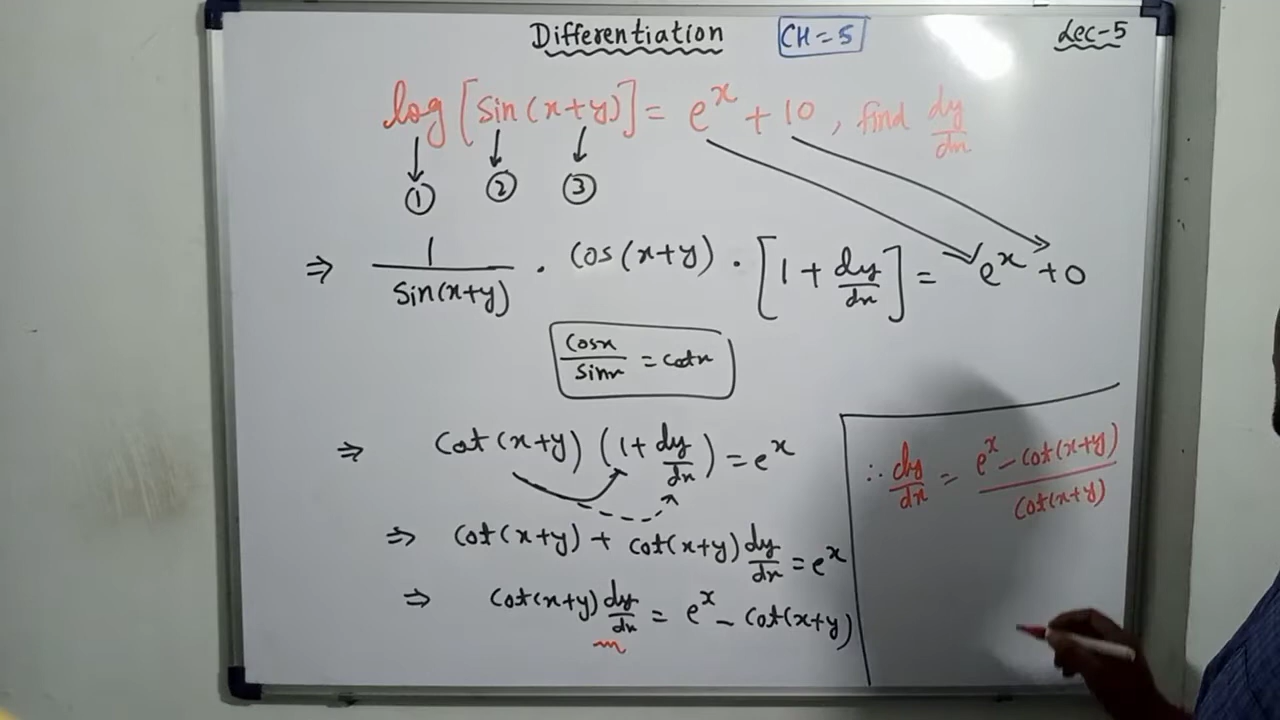 Differentiation CH=5 Lec-5
log[sin(x+y)] = e^x + 10, find dy/dx
① ② ③
⇒ 1/sin(x+y) · cos(x+y) · [1 + dy/dx] = e^x + 0
cosx/sinx = cotx
⇒ cot(x+y) (1 + dy/dx) = e^x
⇒ cot(x+y) + cot(x+y) dy/dx = e^x
⇒ cot(x+y) dy/dx = e^x - cot(x+y)
∴ dy/dx = e^x - cot(x+y)/cot(x+y)